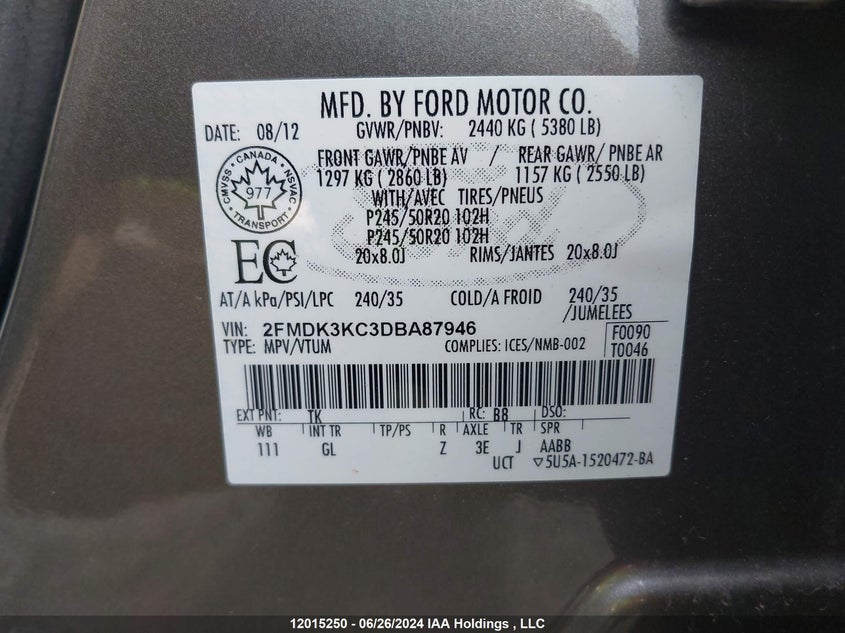 MFD. BY FORD MOTOR CO.
DATE: 08/12 GVWR/PNBV: 2440 KG ( 5380 LB)
FRONT GAWR/PNBE AV / REAR GAWR/ PNBE AR
1297 KG ( 2860 LB) 1157 KG ( 2550 LB)
WITH/AVEC TIRES/PNEUS
P245/50R20 102H
P245/50R20 102H
20x8.0J RIMS/JANTES 20x8.0J
CMVSS • CANADA • NSVAC • TRANSPORT •
977
EC
AT/A kPa/PSI/LPC 240/35 COLD/A FROID 240/35
/JUMELEES
VIN: 2FMDK3KC3DBA87946 F0090
TYPE: MPV/VTUM COMPLIES: ICES/NMB-002 T0046
EXT PNT: TK RC: B8 DSO:
WB INT TR TP/PS R AXLE TR SPR
111 GL Z 3E J AABB
UCT ▽5U5A-1520472-BA
12015250 - 06/26/2024 IAA Holdings , LLC